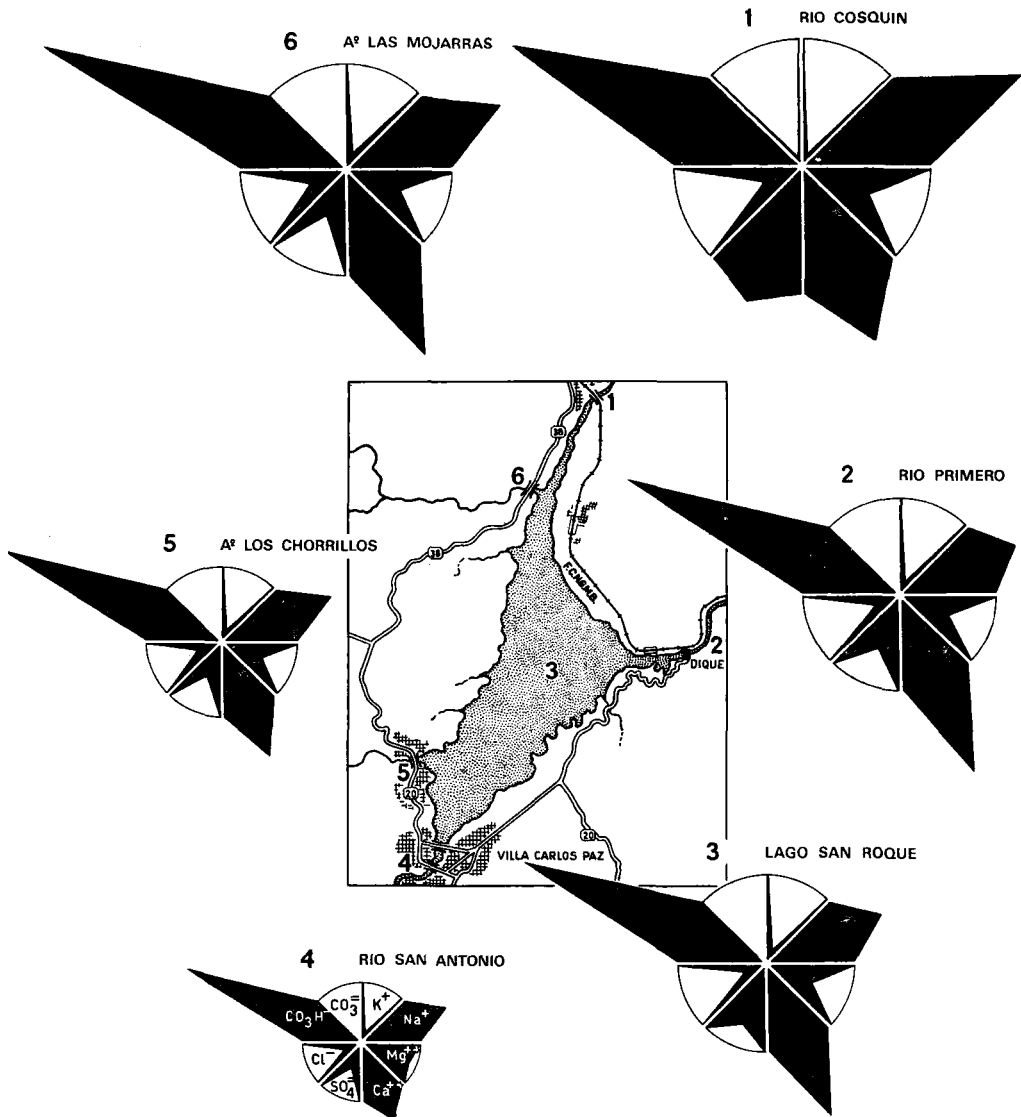 6 Aº LAS MOJARRAS
1 RIO COSQUIN
38
1
6
38
F.C.N.G.M.B.
2
DIQUE
3
5
20
4
VILLA CARLOS PAZ
20
2 RIO PRIMERO
5 Aº LOS CHORRILLOS
3 LAGO SAN ROQUE
4 RIO SAN ANTONIO
CO₃⁼ K⁺
CO₃H⁻ Na⁺
Cl⁻ Mg⁺⁺
SO₄⁼ Ca⁺⁺